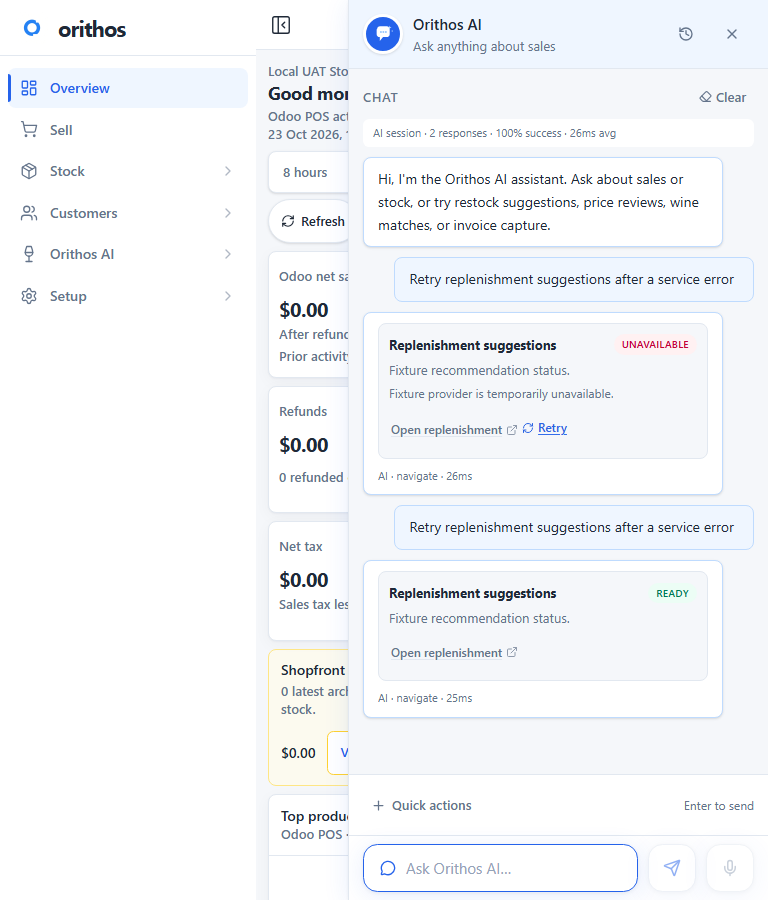 orithos
Overview
Sell
Stock
Customers
Orithos AI
Setup
Local UAT Sto
Good mor
Odoo POS act
23 Oct 2026,
8 hours
Refresh
Odoo net sa
$0.00
After refund
Prior activity
Refunds
$0.00
0 refunded
Net tax
$0.00
Sales tax les
Shopfront
0 latest arch
stock.
$0.00
V
Top produ
Odoo POS ·
Orithos AI
Ask anything about sales
CHAT
Clear
AI session · 2 responses · 100% success · 26ms avg
Hi, I'm the Orithos AI assistant. Ask about sales or
stock, or try restock suggestions, price reviews, wine
matches, or invoice capture.
Retry replenishment suggestions after a service error
Replenishment suggestions
UNAVAILABLE
Fixture recommendation status.
Fixture provider is temporarily unavailable.
Open replenishment
Retry
AI · navigate · 26ms
Retry replenishment suggestions after a service error
Replenishment suggestions
READY
Fixture recommendation status.
Open replenishment
AI · navigate · 25ms
Quick actions
Enter to send
Ask Orithos AI...